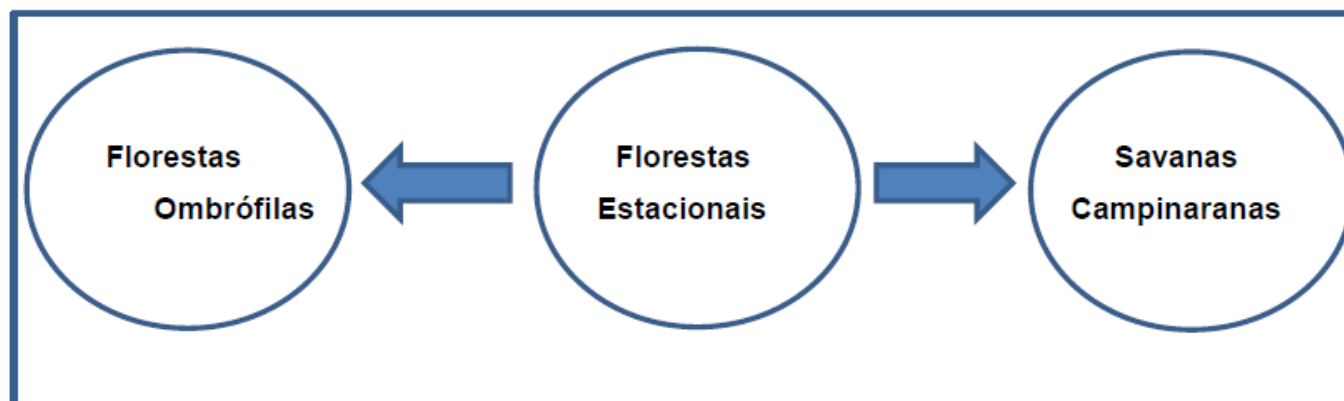 Florestas
Ombrófilas
Florestas
Estacionais
Savanas
Campinaranas